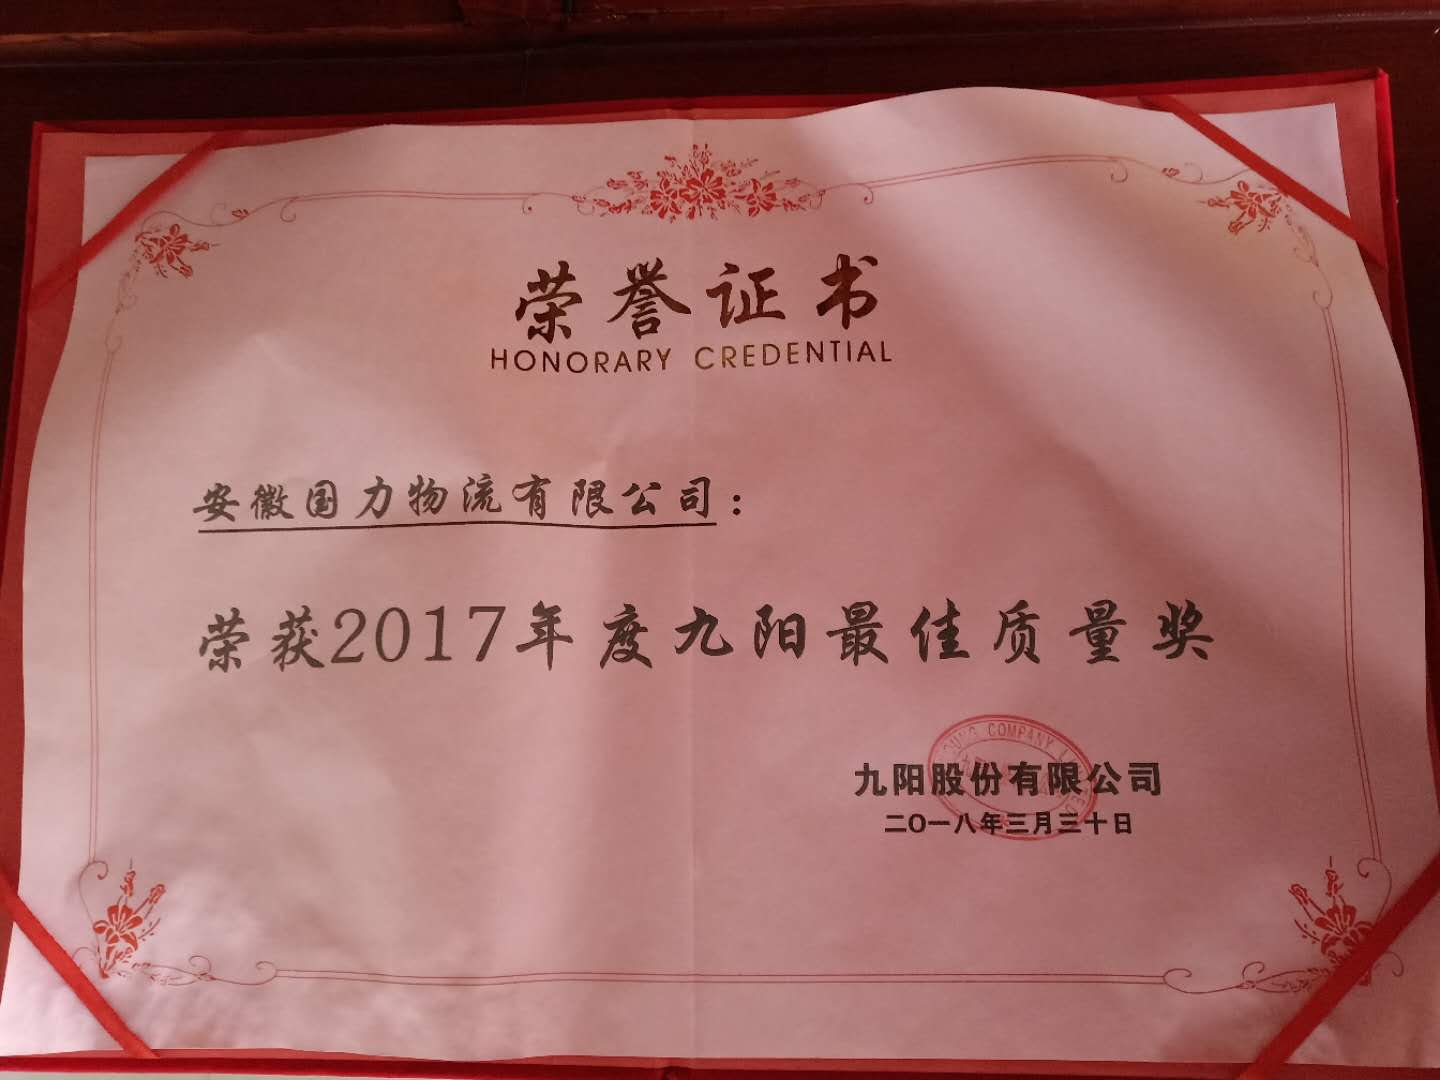 荣誉证书
HONORARY CREDENTIAL
安徽国力物流有限公司：
荣获2017年度九阳最佳质量奖
COMPANY
九阳股份有限公司
二〇一八年三月三十日